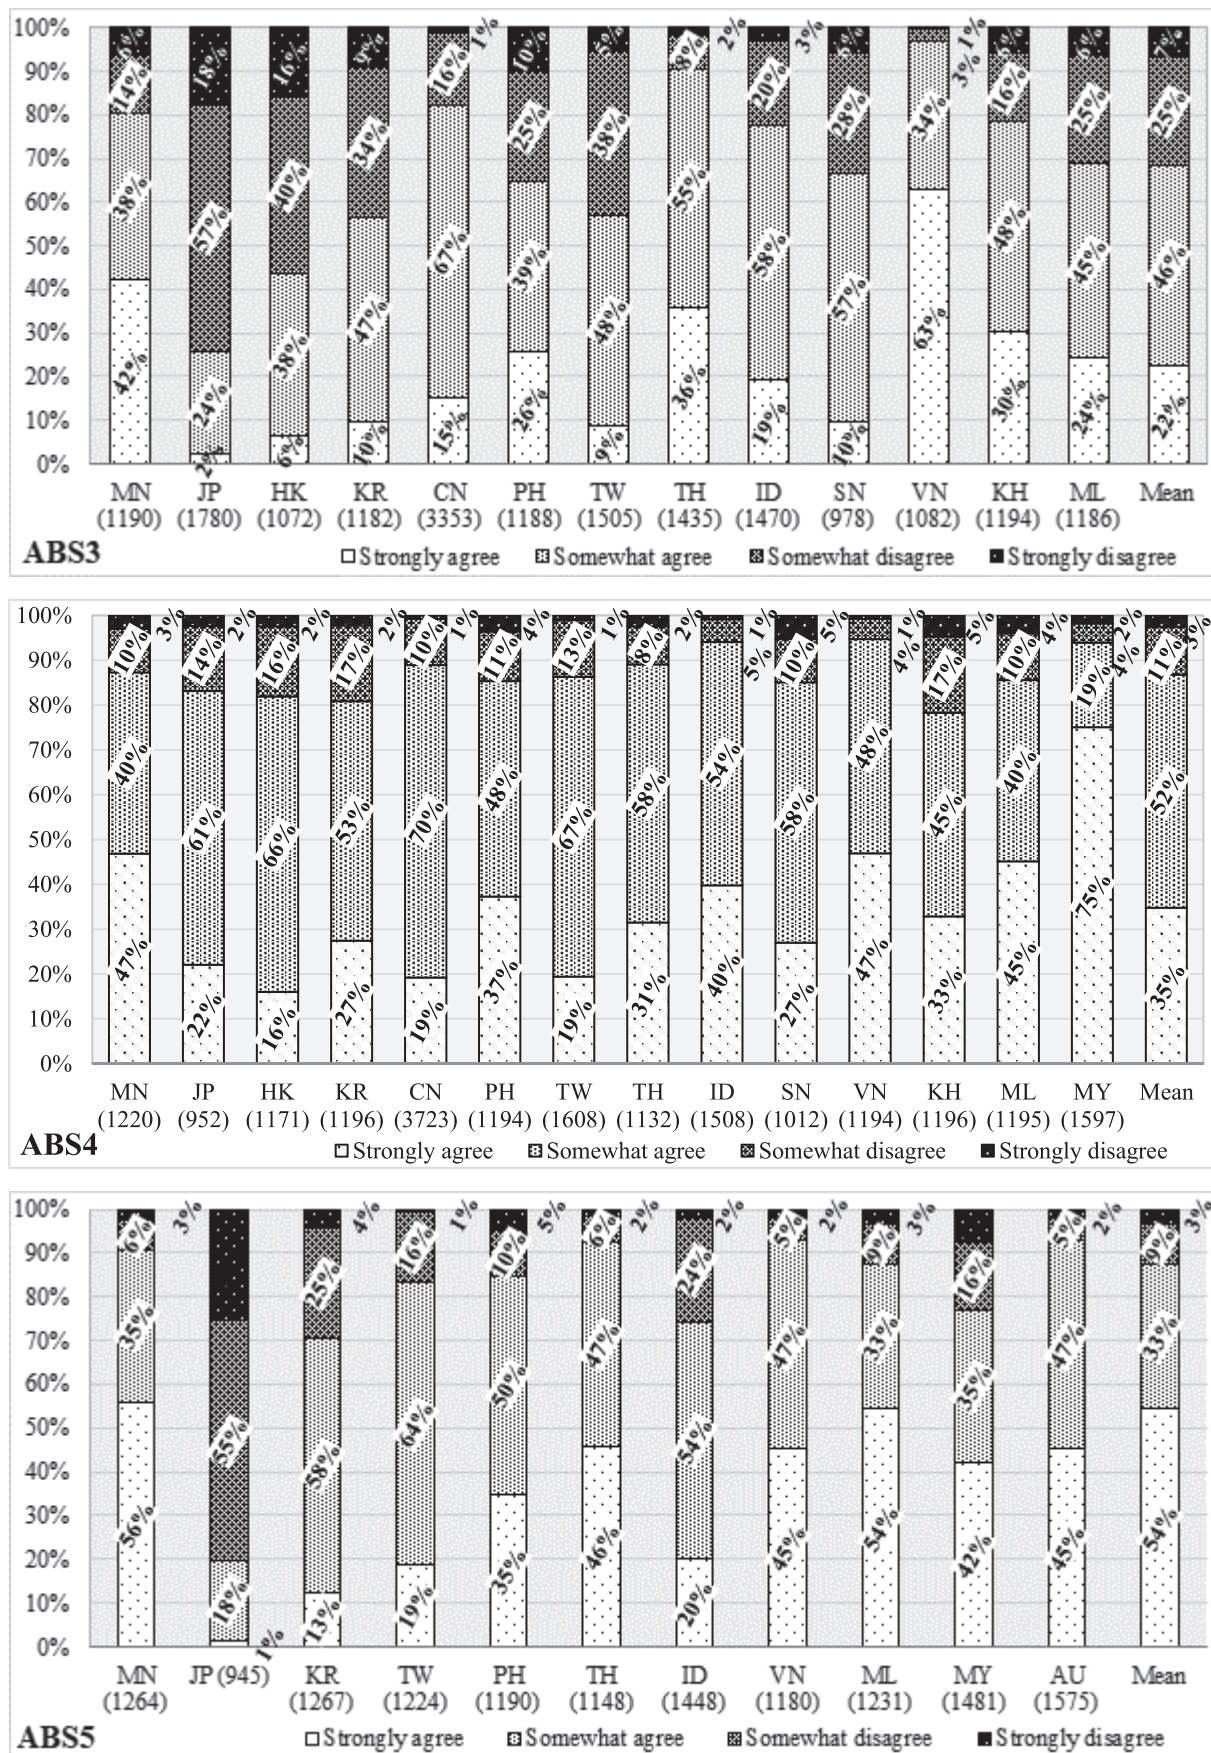 100%
90%
80%
70%
60%
50%
40%
30%
20%
10%
0%
6% 18% 16% 9% 1% 10% 5% 2% 3% 6% 1% 6% 6% 7%
14% 57% 40% 34% 16% 25% 38% 8% 20% 28% 3% 16% 25% 25%
38% 24% 38% 47% 67% 39% 48% 55% 58% 57% 34% 48% 45% 46%
42% 2% 6% 10% 15% 26% 9% 36% 19% 10% 63% 30% 24% 22%
MN JP HK KR CN PH TW TH ID SN VN KH ML Mean
(1190) (1780) (1072) (1182) (3353) (1188) (1505) (1435) (1470) (978) (1082) (1194) (1186)
ABS3 Strongly agree Somewhat agree Somewhat disagree Strongly disagree
100%
90%
80%
70%
60%
50%
40%
30%
20%
10%
0%
3% 2% 2% 2% 1% 4% 1% 2% 1% 5% 1% 5% 4% 2% 3%
10% 14% 16% 17% 10% 11% 13% 8% 5% 10% 4% 17% 10% 4% 11%
40% 61% 66% 53% 70% 48% 67% 58% 54% 58% 48% 45% 40% 19% 52%
47% 22% 16% 27% 19% 37% 19% 31% 40% 27% 47% 33% 45% 75% 35%
MN JP HK KR CN PH TW TH ID SN VN KH ML MY Mean
(1220) (952) (1171) (1196) (3723) (1194) (1608) (1132) (1508) (1012) (1194) (1196) (1195) (1597)
ABS4 Strongly agree Somewhat agree Somewhat disagree Strongly disagree
100%
90%
80%
70%
60%
50%
40%
30%
20%
10%
0%
3% 4% 1% 5% 2% 2% 2% 3% 2% 3%
6% 55% 25% 16% 10% 6% 24% 5% 9% 16% 5% 9%
35% 18% 58% 64% 50% 47% 54% 47% 33% 35% 47% 33%
56% 1% 13% 19% 35% 46% 20% 45% 54% 42% 45% 54%
MN JP (945) KR TW PH TH ID VN ML MY AU Mean
(1264) (1267) (1224) (1190) (1148) (1448) (1180) (1231) (1481) (1575)
ABS5 Strongly agree Somewhat agree Somewhat disagree Strongly disagree